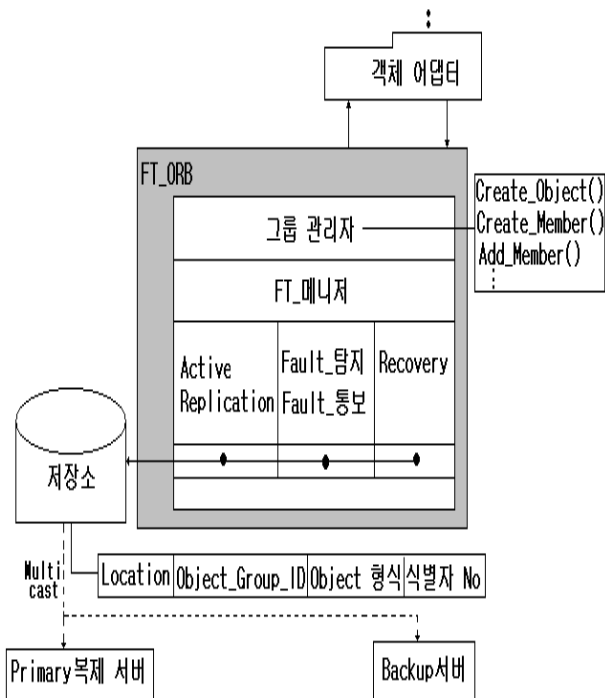 객체 어댑터
FT_ORB
그룹 관리자
Create_Object()
Create_Member()
Add_Member()
FT_메니저
Active
Replication
Fault_탐지
Fault_통보
Recovery
저장소
Multi
cast
Location Object_Group_ID Object 형식 식별자 No
Primary복제 서버
Backup서버